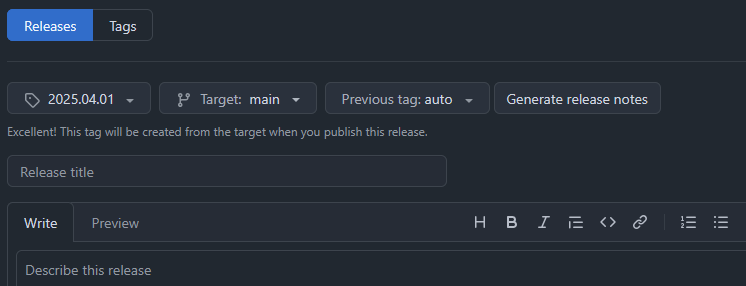 Releases Tags
2025.04.01 Target: main Previous tag: auto Generate release notes
Excellent! This tag will be created from the target when you publish this release.
Release title
Write Preview
Describe this release